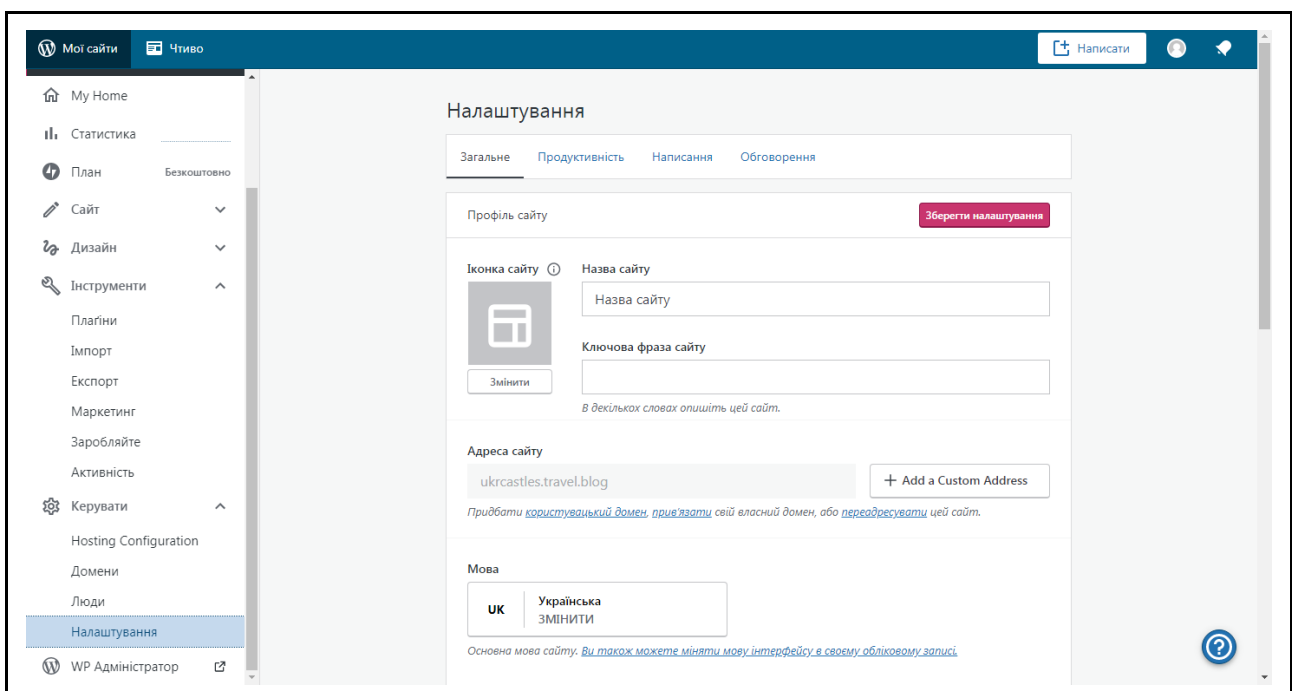 Мої сайти
Чтиво
Написати
My Home
Статистика
План Безкоштовно
Сайт
Дизайн
Інструменти
Плаґіни
Імпорт
Експорт
Маркетинг
Заробляйте
Активність
Керувати
Hosting Configuration
Домени
Люди
Налаштування
WP Адміністратор
Налаштування
Загальне Продуктивність Написання Обговорення
Профіль сайту
Зберегти налаштування
Іконка сайту
Змінити
Назва сайту
Назва сайту
Ключова фраза сайту
В декількох словах опишіть цей сайт.
Адреса сайту
ukrcastles.travel.blog
+ Add a Custom Address
Придбати користувацький домен, прив'язати свій власний домен, або переадресувати цей сайт.
Мова
UK
Українська
ЗМІНИТИ
Основна мова сайту. Ви також можете міняти мову інтерфейсу в своєму обліковому записі.